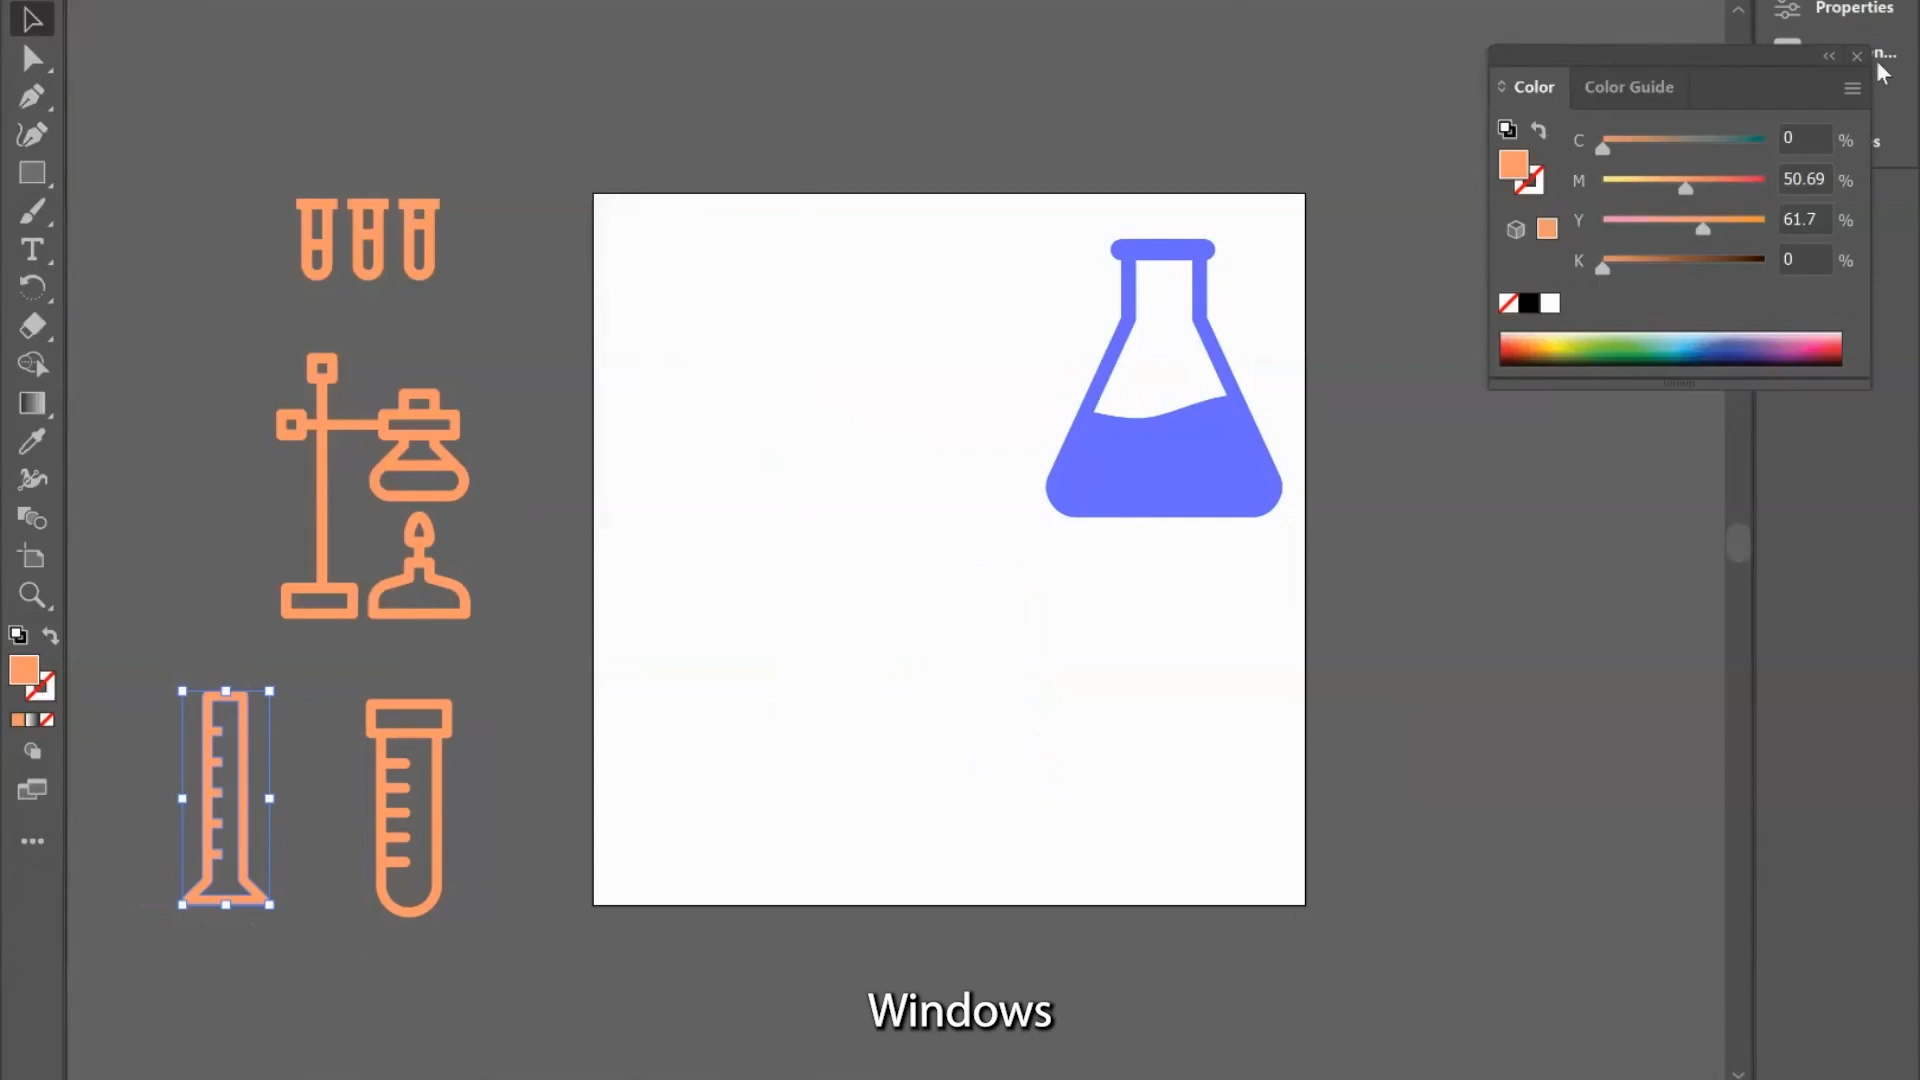 Properties
n...
Color
Color Guide
C
0
%
M
50.69
%
s
Y
61.7
%
K
0
%
T
Windows